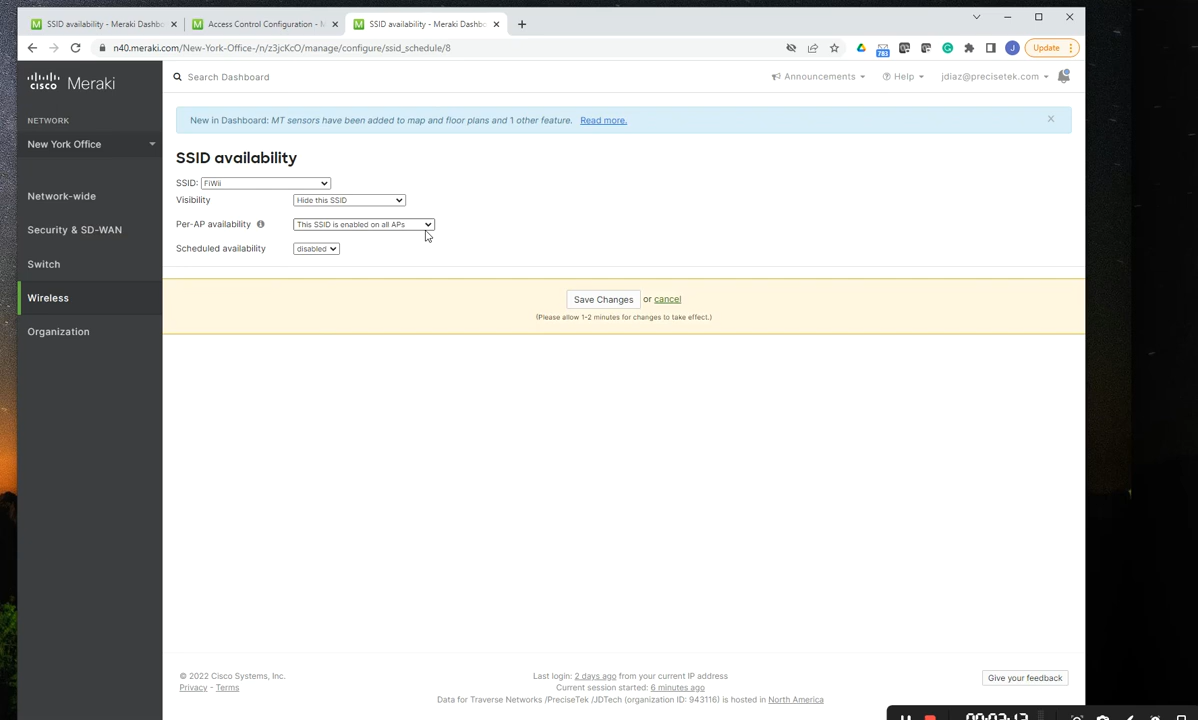 SSID availability - Meraki Dashbo
Access Control Configuration - M
SSID availability - Meraki Dashbo
n40.meraki.com/New-York-Office-/n/z3jcKcO/manage/configure/ssid_schedule/8
783
J
Update
CISCO Meraki
Search Dashboard
Announcements
Help
jdiaz@precisetek.com
NETWORK
New York Office
Network-wide
Security & SD-WAN
Switch
Wireless
Organization
New in Dashboard: MT sensors have been added to map and floor plans and 1 other feature. Read more.
SSID availability
SSID: FiWii
Visibility Hide this SSID
Per-AP availability This SSID is enabled on all APs
Scheduled availability disabled
Save Changes or cancel
(Please allow 1-2 minutes for changes to take effect.)
© 2022 Cisco Systems, Inc.
Privacy - Terms
Last login: 2 days ago from your current IP address
Current session started: 6 minutes ago
Data for Traverse Networks /PreciseTek /JDTech (organization ID: 943116) is hosted in North America
Give your feedback